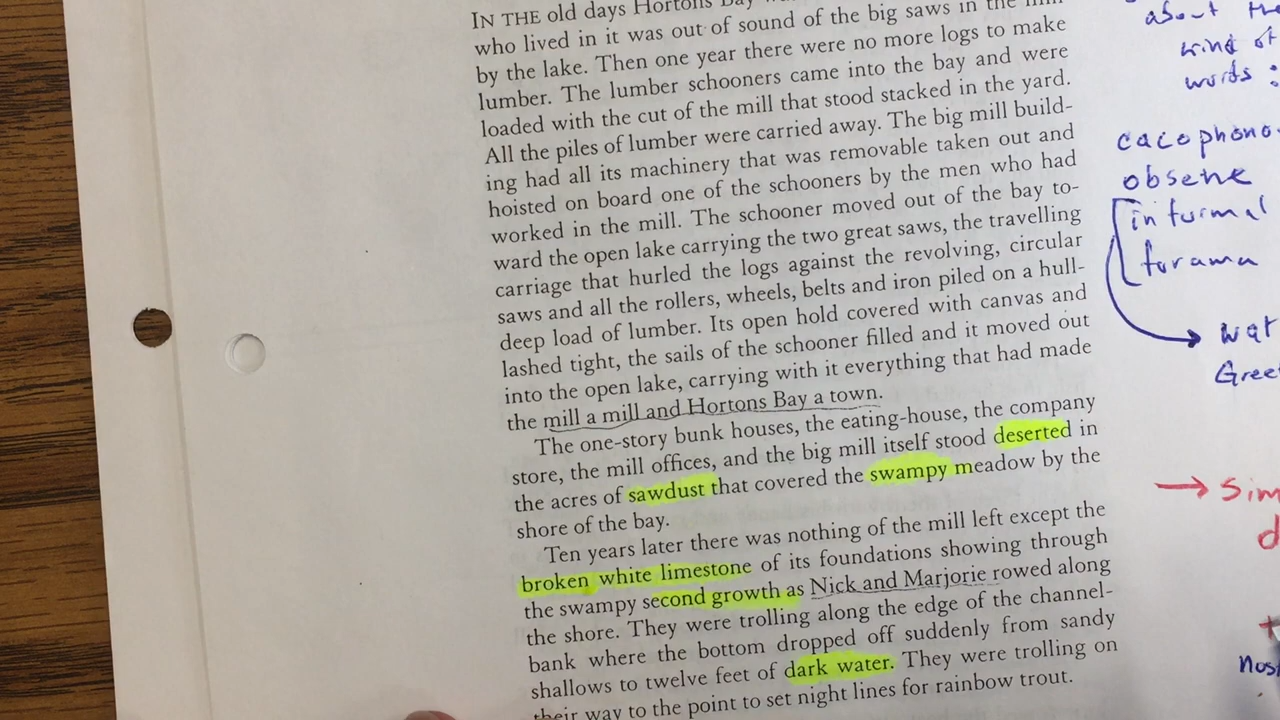 IN THE old days Hortons Bay
who lived in it was out of sound of the big saws in the mill
by the lake. Then one year there were no more logs to make
lumber. The lumber schooners came into the bay and were
loaded with the cut of the mill that stood stacked in the yard.
All the piles of lumber were carried away. The big mill build-
ing had all its machinery that was removable taken out and
hoisted on board one of the schooners by the men who had
worked in the mill. The schooner moved out of the bay to-
ward the open lake carrying the two great saws, the travelling
carriage that hurled the logs against the revolving, circular
saws and all the rollers, wheels, belts and iron piled on a hull-
deep load of lumber. Its open hold covered with canvas and
lashed tight, the sails of the schooner filled and it moved out
into the open lake, carrying with it everything that had made
the mill a mill and Hortons Bay a town.
The one-story bunk houses, the eating-house, the company
store, the mill offices, and the big mill itself stood deserted in
the acres of sawdust that covered the swampy meadow by the
shore of the bay.
Ten years later there was nothing of the mill left except the
broken white limestone of its foundations showing through
the swampy second growth as Nick and Marjorie rowed along
the shore. They were trolling along the edge of the channel-
bank where the bottom dropped off suddenly from sandy
shallows to twelve feet of dark water. They were trolling on
their way to the point to set night lines for rainbow trout.
about the
kind of
words :
cacophono
obsene
informal
→ wat
Gree
→ Sim
d